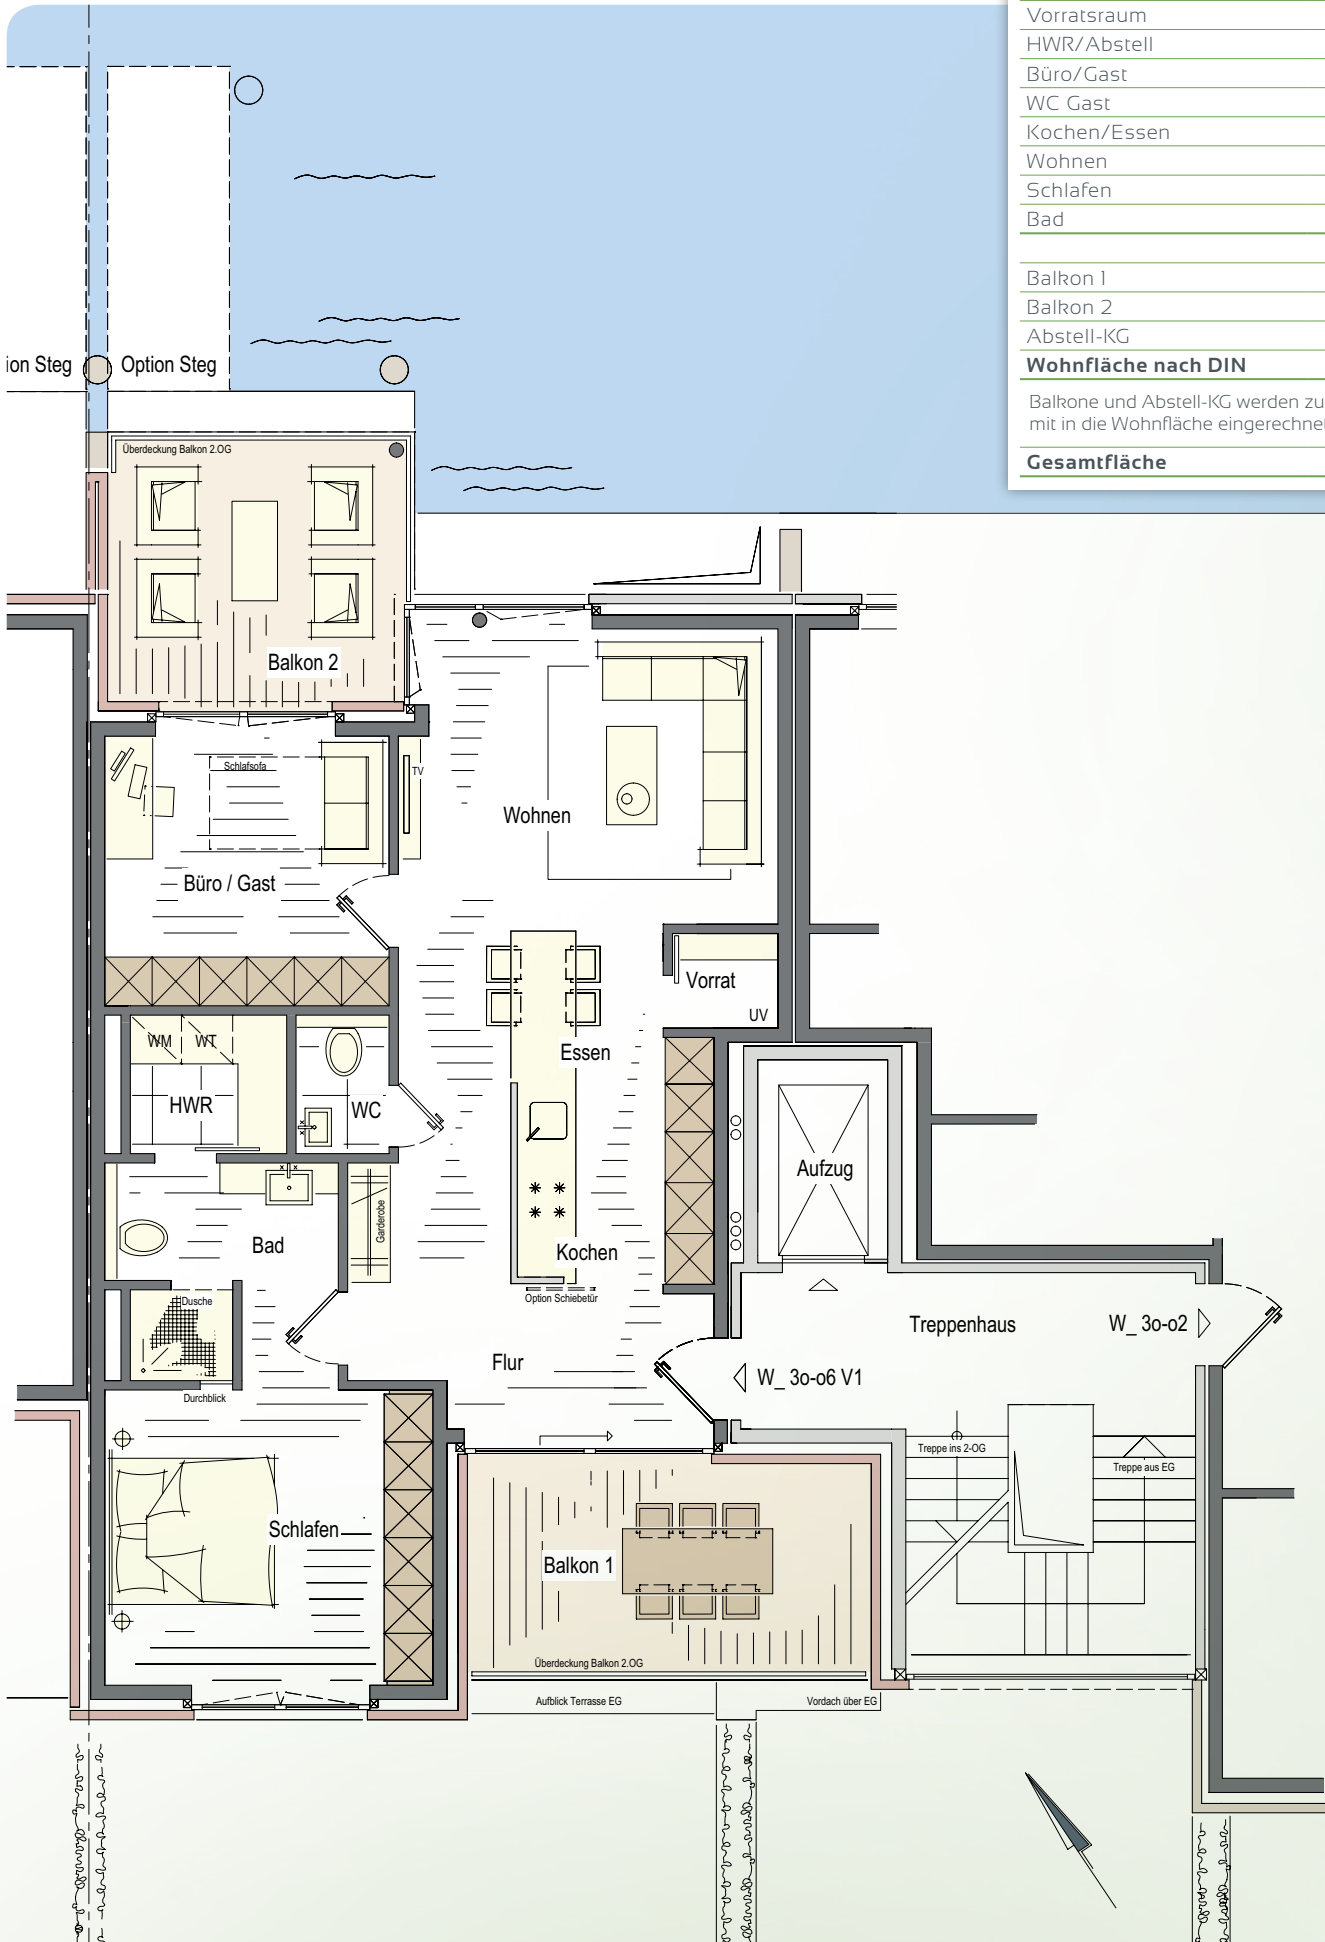 Vorratsraum
HWR/Abstell
Büro/Gast
WC Gast
Kochen/Essen
Wohnen
Schlafen
Bad
Balkon 1
Balkon 2
Abstell-KG
Wohnfläche nach DIN
Balkone und Abstell-KG werden zu
mit in die Wohnfläche eingerechnet
Gesamtfläche
ion Steg
Option Steg
Überdeckung Balkon 2.OG
Balkon 2
Schlafsofa
TV
Wohnen
Büro / Gast
Vorrat
UV
WM
WT
Essen
HWR
WC
Aufzug
Garderobe
Bad
Kochen
Option Schiebetür
Dusche
Treppenhaus
W_ 3o-o2
Flur
W_ 3o-o6 V1
Durchblick
Treppe ins 2-OG
Treppe aus EG
Schlafen
Balkon 1
Überdeckung Balkon 2.OG
Aufblick Terrasse EG
Vordach über EG